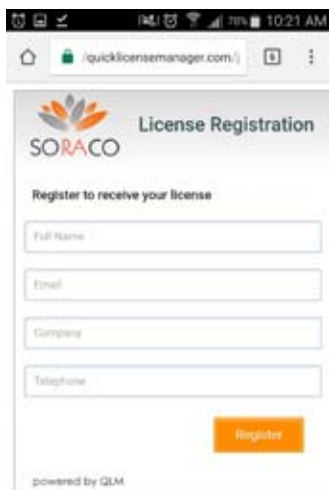 10:21 AM
/quicklicensemanager.com/
SORACO
License Registration
Register to receive your license
Full Name
Email
Company
Telephone
Register
powered by QLM